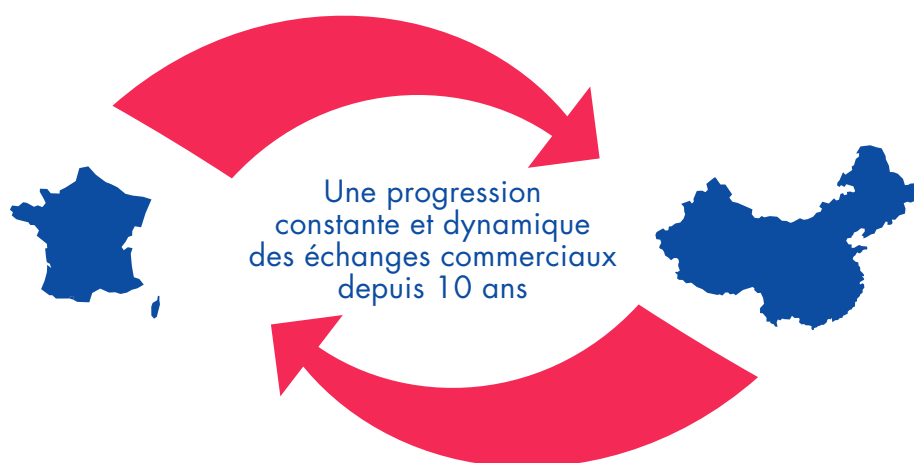 Une progression
constante et dynamique
des échanges commerciaux
depuis 10 ans